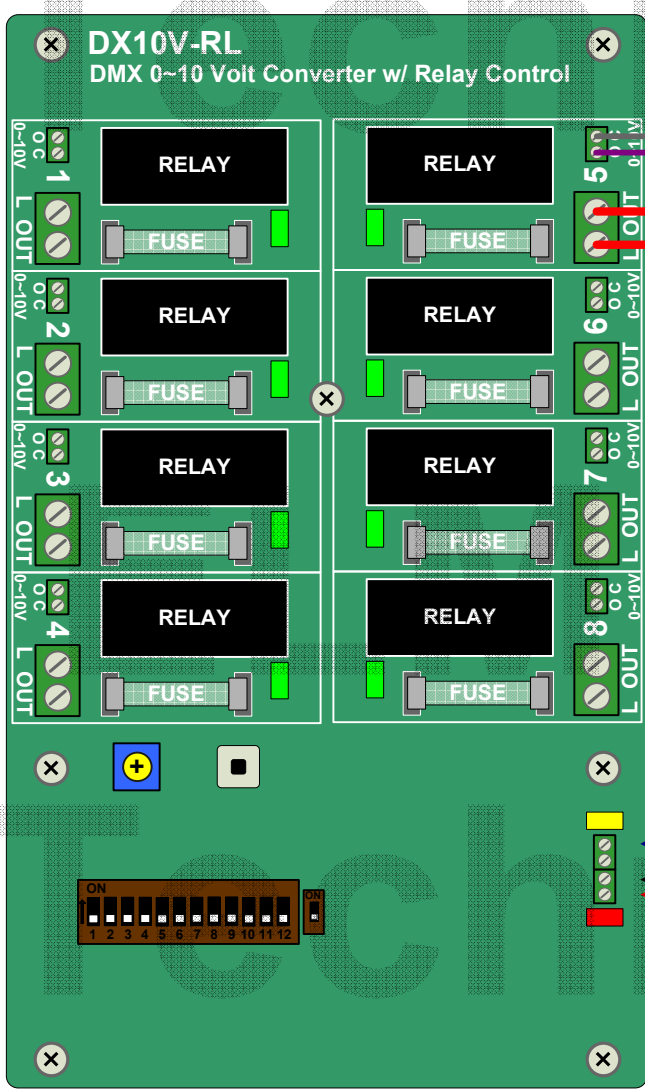 DX10V-RL
DMX 0~10 Volt Converter w/ Relay Control
0~10V
O C
1
L OUT
RELAY
FUSE
RELAY
FUSE
0~10V
O C
5
L OUT
0~10V
O C
2
L OUT
RELAY
FUSE
RELAY
FUSE
0~10V
O C
6
L OUT
0~10V
O C
3
L OUT
RELAY
FUSE
RELAY
FUSE
0~10V
O C
7
L OUT
0~10V
O C
4
L OUT
RELAY
FUSE
RELAY
FUSE
0~10V
O C
8
L OUT
ON
1 2 3 4 5 6 7 8 9 10 11 12
ON
Tech